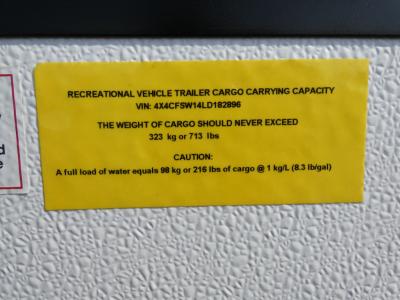 RECREATIONAL VEHICLE TRAILER CARGO CARRYING CAPACITY
VIN: 4X4CFSW14LD182896
THE WEIGHT OF CARGO SHOULD NEVER EXCEED
323 kg or 713 lbs
CAUTION:
A full load of water equals 98 kg or 216 lbs of cargo @ 1 kg/L (8.3 lb/gal)